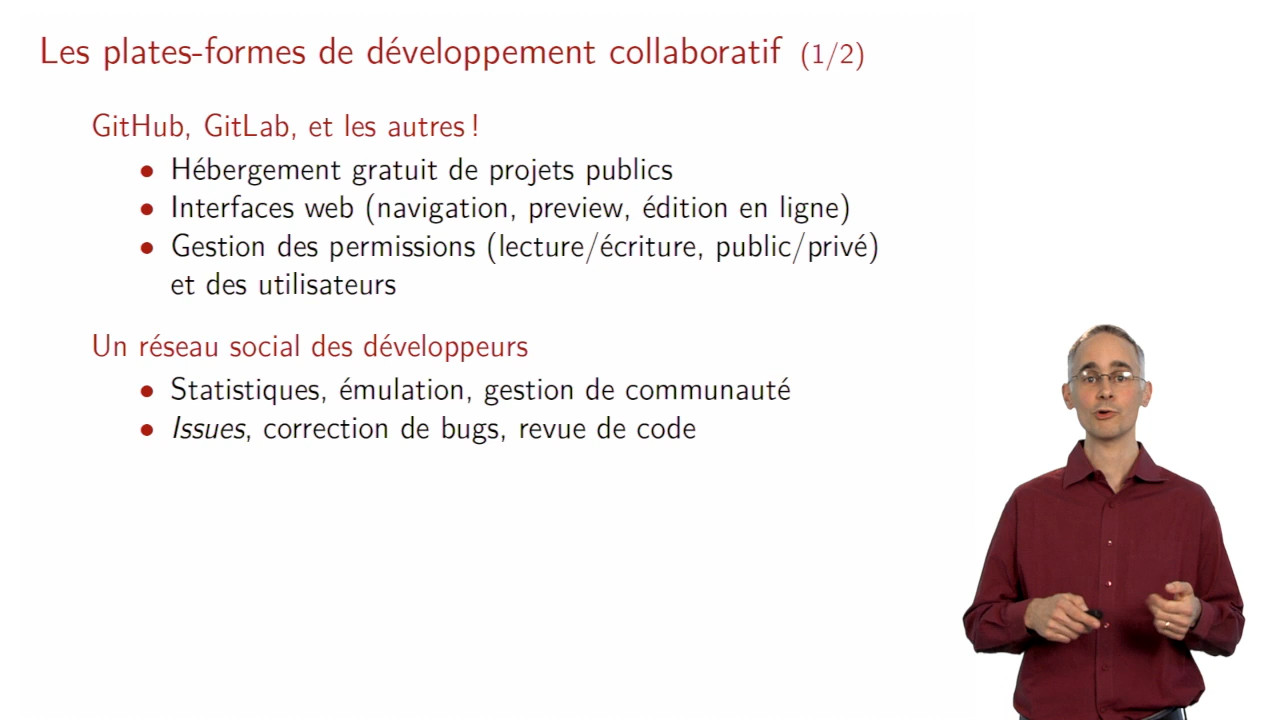 Les plates-formes de développement collaboratif (1/2)
GitHub, GitLab, et les autres !
• Hébergement gratuit de projets publics
• Interfaces web (navigation, preview, édition en ligne)
• Gestion des permissions (lecture/écriture, public/privé)
et des utilisateurs
Un réseau social des développeurs
• Statistiques, émulation, gestion de communauté
• Issues, correction de bugs, revue de code